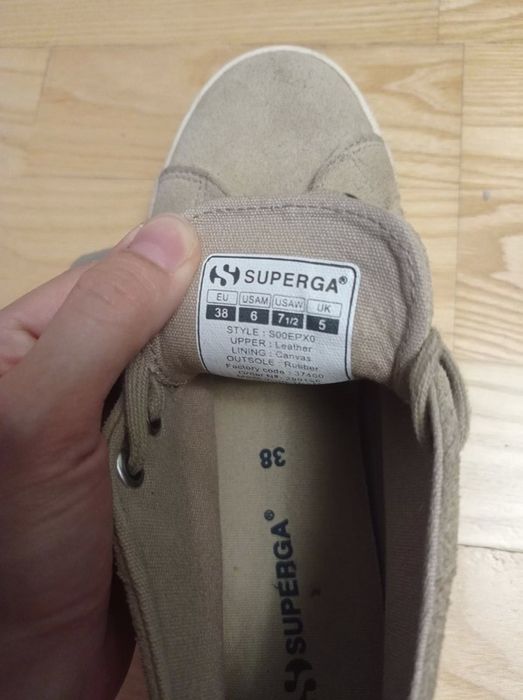 SUPERGA®
EU USAM USAW UK
38 6 7 1/2 5
STYLE : S00EPX0
UPPER : Leather
LINING : Canvas
OUTSOLE : Rubber
Factory code : 37400
Order N°
38
SUPERGA®